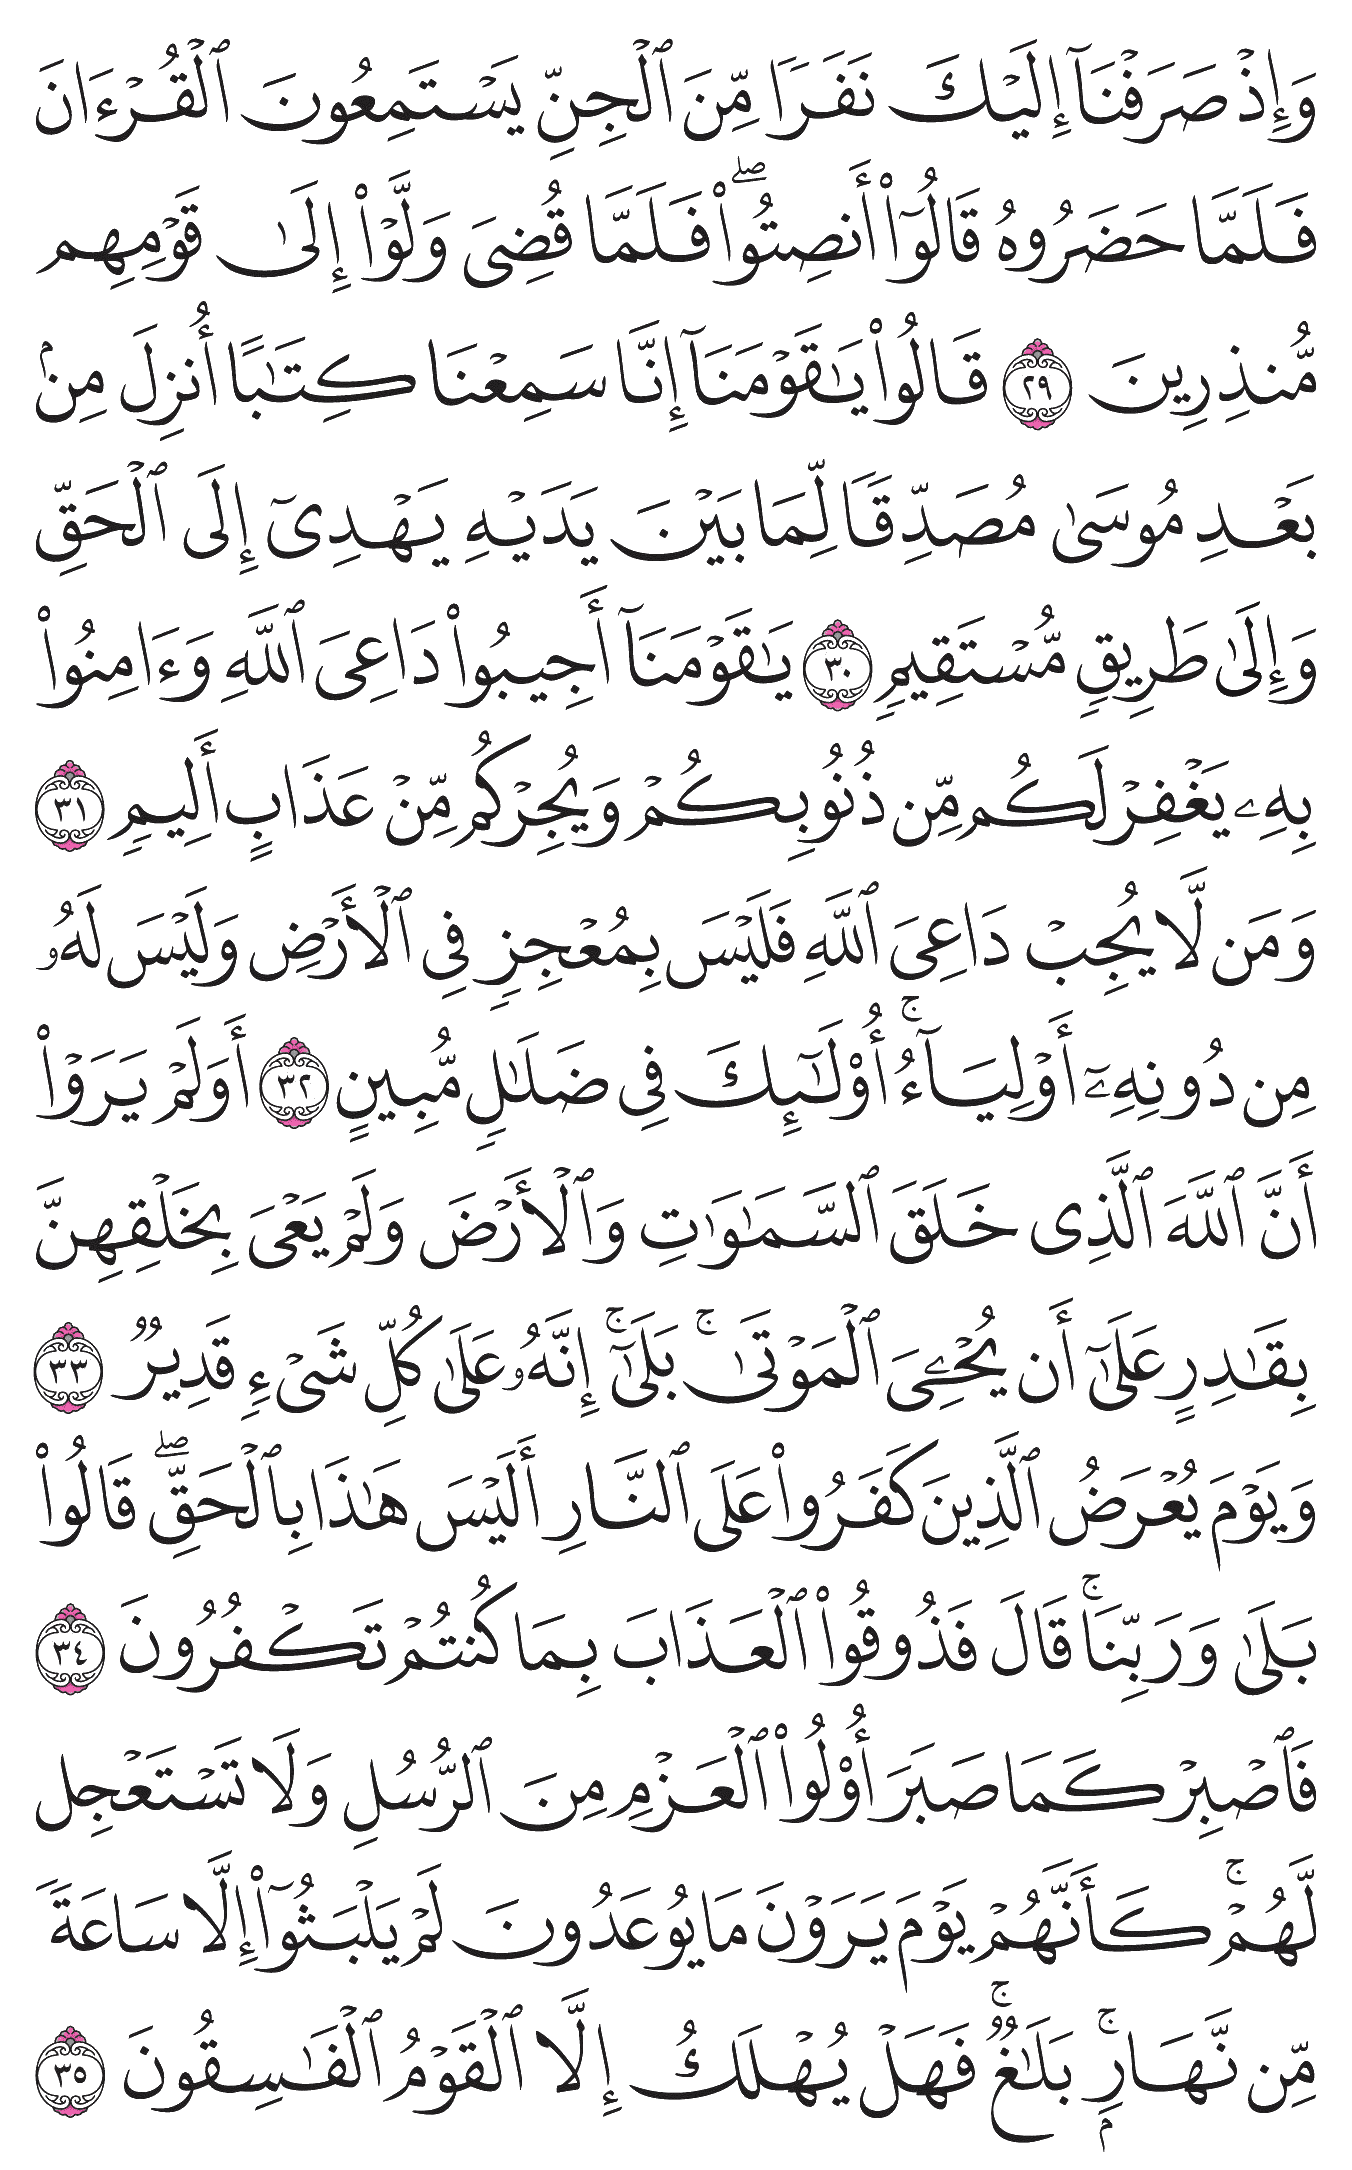 وَإِذْ صَرَفْنَآ إِلَيْكَ نَفَرًا مِّنَ ٱلْجِنِّ يَسْتَمِعُونَ ٱلْقُرْءَانَ
فَلَمَّا حَضَرُوهُ قَالُوٓا۟ أَنصِتُوا۟ ۖ فَلَمَّا قُضِىَ وَلَّوْا۟ إِلَىٰ قَوْمِهِم
مُّنذِرِينَ ٢٩ قَالُوا۟ يَٰقَوْمَنَآ إِنَّا سَمِعْنَا كِتَٰبًا أُنزِلَ مِنۢ
بَعْدِ مُوسَىٰ مُصَدِّقًا لِّمَا بَيْنَ يَدَيْهِ يَهْدِىٓ إِلَى ٱلْحَقِّ
وَإِلَىٰ طَرِيقٍ مُّسْتَقِيمٍ ٣٠ يَٰقَوْمَنَآ أَجِيبُوا۟ دَاعِىَ ٱللَّهِ وَءَامِنُوا۟
بِهِۦ يَغْفِرْ لَكُم مِّن ذُنُوبِكُمْ وَيُجِرْكُم مِّنْ عَذَابٍ أَلِيمٍ ٣١
وَمَن لَّا يُجِبْ دَاعِىَ ٱللَّهِ فَلَيْسَ بِمُعْجِزٍ فِى ٱلْأَرْضِ وَلَيْسَ لَهُۥ
مِن دُونِهِۦٓ أَوْلِيَآءُ ۚ أُو۟لَٰٓئِكَ فِى ضَلَٰلٍ مُّبِينٍ ٣٢ أَوَلَمْ يَرَوْا۟
أَنَّ ٱللَّهَ ٱلَّذِى خَلَقَ ٱلسَّمَٰوَٰتِ وَٱلْأَرْضَ وَلَمْ يَعْىَ بِخَلْقِهِنَّ
بِقَٰدِرٍ عَلَىٰٓ أَن يُحْـِۧىَ ٱلْمَوْتَىٰ ۚ بَلَىٰٓ ۚ إِنَّهُۥ عَلَىٰ كُلِّ شَىْءٍ قَدِيرٌ ٣٣
وَيَوْمَ يُعْرَضُ ٱلَّذِينَ كَفَرُوا۟ عَلَى ٱلنَّارِ أَلَيْسَ هَٰذَا بِٱلْحَقِّ ۖ قَالُوا۟
بَلَىٰ وَرَبِّنَا ۚ قَالَ فَذُوقُوا۟ ٱلْعَذَابَ بِمَا كُنتُمْ تَكْفُرُونَ ٣٤
فَٱصْبِرْ كَمَا صَبَرَ أُو۟لُوا۟ ٱلْعَزْمِ مِنَ ٱلرُّسُلِ وَلَا تَسْتَعْجِل
لَّهُمْ ۚ كَأَنَّهُمْ يَوْمَ يَرَوْنَ مَا يُوعَدُونَ لَمْ يَلْبَثُوٓا۟ إِلَّا سَاعَةً
مِّن نَّهَارٍۭ ۚ بَلَٰغٌ ۚ فَهَلْ يُهْلَكُ إِلَّا ٱلْقَوْمُ ٱلْفَٰسِقُونَ ٣٥